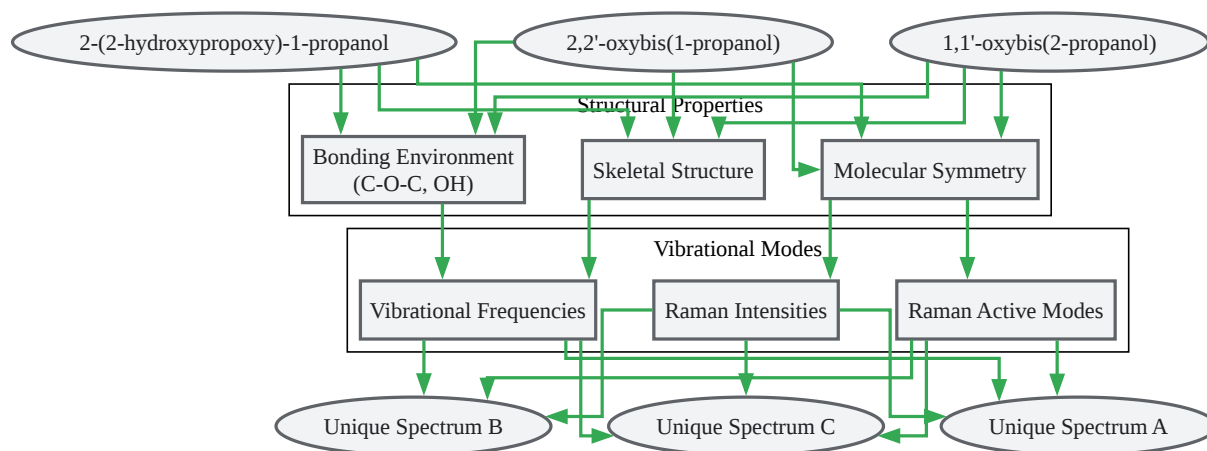 2-(2-hydroxypropoxy)-1-propanol
2,2'-oxybis(1-propanol)
1,1'-oxybis(2-propanol)
Structural Properties
Bonding Environment
(C-O-C, OH)
Skeletal Structure
Molecular Symmetry
Vibrational Modes
Vibrational Frequencies
Raman Intensities
Raman Active Modes
Unique Spectrum B
Unique Spectrum C
Unique Spectrum A